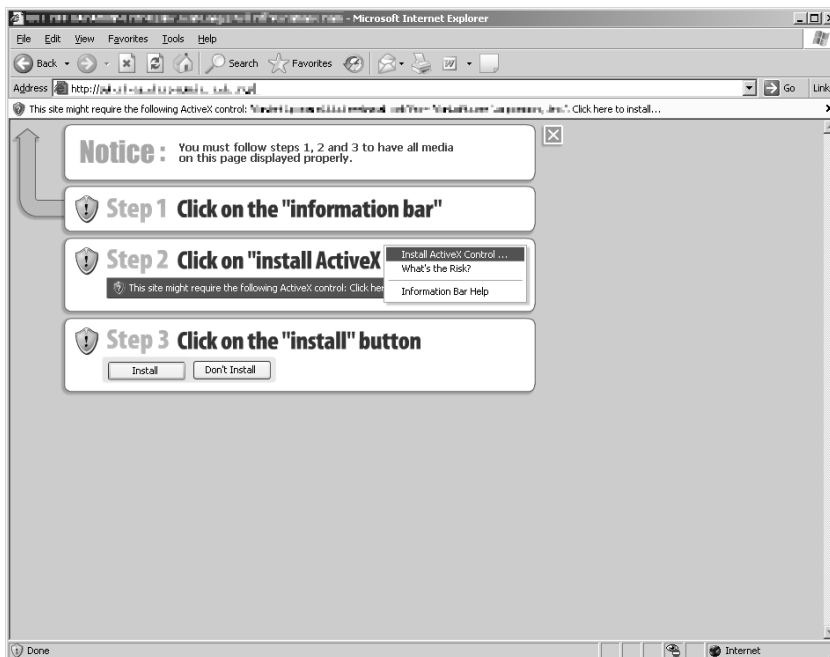 - Microsoft Internet Explorer
File Edit View Favorites Tools Help
Back Search Favorites
Address http://
Go Link
This site might require the following ActiveX control: Click here to install...
Notice : You must follow steps 1, 2 and 3 to have all media
on this page displayed properly.
Step 1 Click on the "information bar"
Step 2 Click on "install ActiveX
Install ActiveX Control ...
What's the Risk?
Information Bar Help
This site might require the following ActiveX control: Click her
Step 3 Click on the "install" button
Install Don't Install
Done Internet